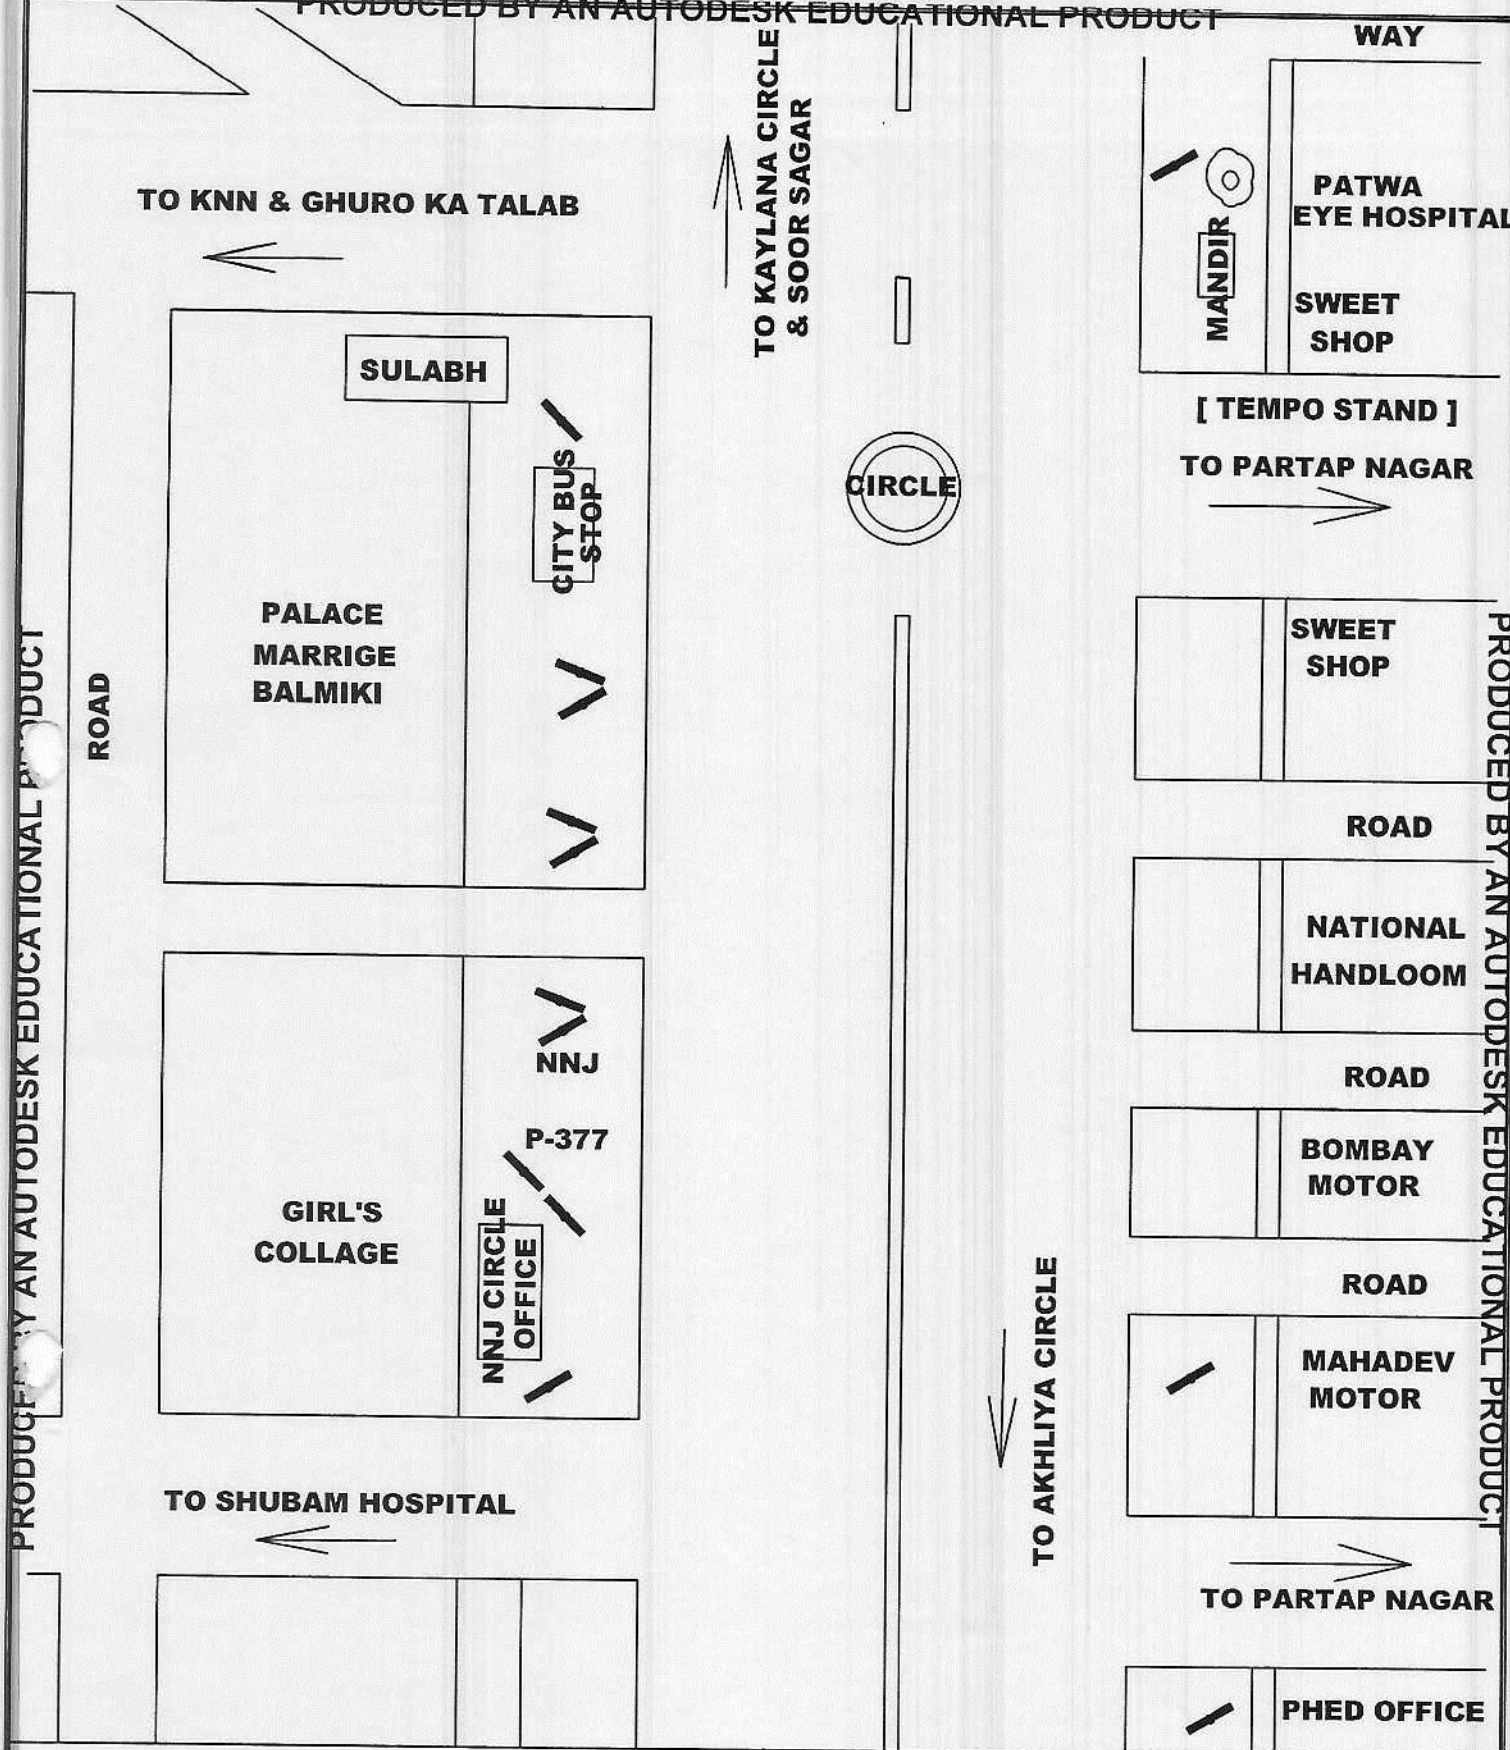 PRODUCED BY AN AUTODESK EDUCATIONAL PRODUCT
WAY
TO KAYLANA CIRCLE
& SOOR SAGAR
TO KNN & GHURO KA TALAB
PATWA
EYE HOSPITAL
MANDIR
SWEET
SHOP
SULABH
[ TEMPO STAND ]
TO PARTAP NAGAR
CIRCLE
CITY BUS
STOP
PALACE
MARRIGE
BALMIKI
ROAD
SWEET
SHOP
ROAD
NATIONAL
HANDLOOM
NNJ
ROAD
P-377
BOMBAY
MOTOR
GIRL'S
COLLAGE
NNJ CIRCLE
OFFICE
ROAD
TO AKHLIYA CIRCLE
MAHADEV
MOTOR
TO SHUBAM HOSPITAL
TO PARTAP NAGAR
PHED OFFICE
PRODUCED BY AN AUTODESK EDUCATIONAL PRODUCT
PRODUCED BY AN AUTODESK EDUCATIONAL PRODUCT